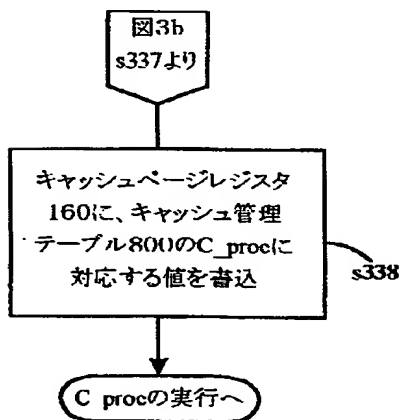 図3b
s337より
キャッシュページレジスタ
160に、キャッシュ管理
テーブル800のC_procに
対応する値を書込
s338
C_procの実行へ